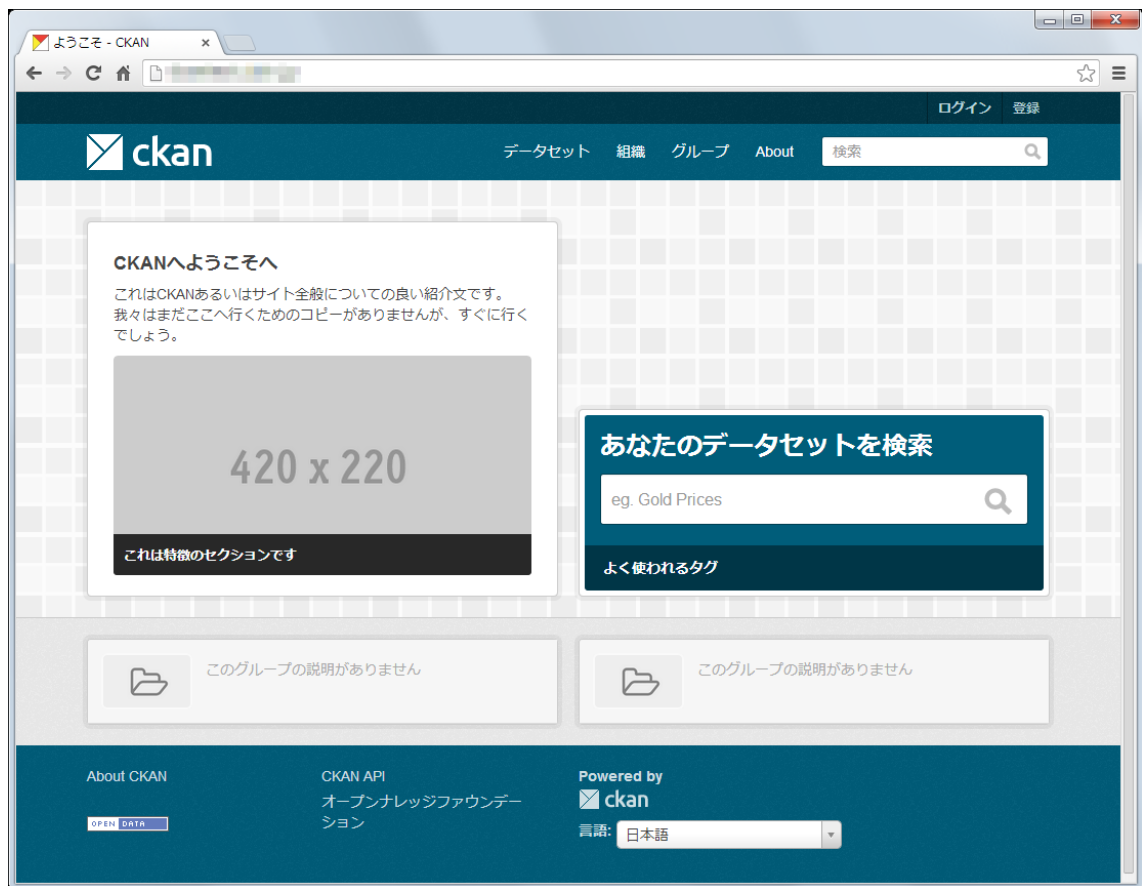 ようこそ - CKAN
ログイン 登録
ckan
データセット 組織 グループ About 検索
CKANへようこそへ
これはCKANあるいはサイト全般についての良い紹介文です。
我々はまだここへ行くためのコピーがありませんが、すぐに行く
でしょう。
420 x 220
これは特徴のセクションです
あなたのデータセットを検索
eg. Gold Prices
よく使われるタグ
このグループの説明がありません
このグループの説明がありません
About CKAN
OPEN DATA
CKAN API
オープンナレッジファウンデー
ション
Powered by
ckan
言語: 日本語